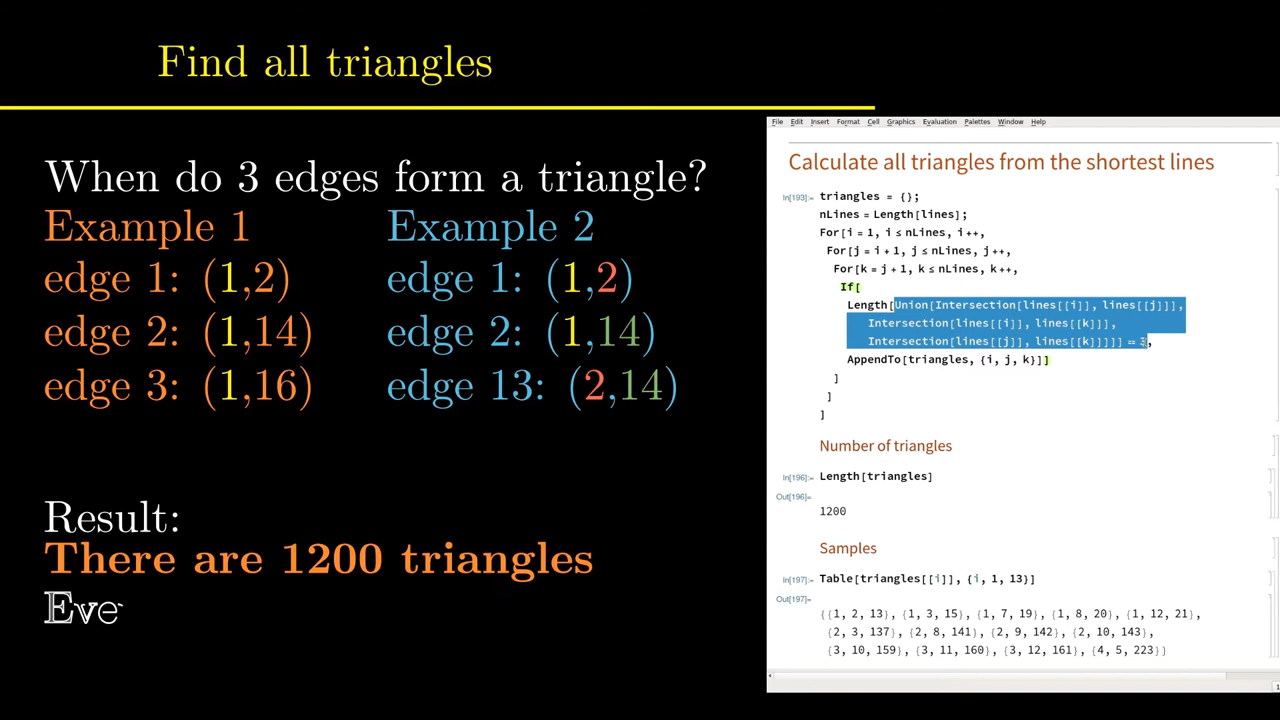 Find all triangles
When do 3 edges form a triangle?
Example 1
edge 1: (1,2)
edge 2: (1,14)
edge 3: (1,16)
Example 2
edge 1: (1,2)
edge 2: (1,14)
edge 13: (2,14)
Result:
There are 1200 triangles
Eve
File Edit Insert Format Cell Graphics Evaluation Palettes Window Help
Calculate all triangles from the shortest lines
In[193]:= triangles = {};
nLines = Length[lines];
For[i = 1, i ≤ nLines, i++,
For[j = i + 1, j ≤ nLines, j++,
For[k = j + 1, k ≤ nLines, k++,
If[
Length[Union[Intersection[lines[[i]], lines[[j]]],
Intersection[lines[[i]], lines[[k]]],
Intersection[lines[[j]], lines[[k]]]]] == 3,
AppendTo[triangles, {i, j, k}]]
]
]
]
Number of triangles
In[196]:= Length[triangles]
Out[196]=
1200
Samples
In[197]:= Table[triangles[[i]], {i, 1, 13}]
Out[197]=
{{1, 2, 13}, {1, 3, 15}, {1, 7, 19}, {1, 8, 20}, {1, 12, 21},
{2, 3, 137}, {2, 8, 141}, {2, 9, 142}, {2, 10, 143},
{3, 10, 159}, {3, 11, 160}, {3, 12, 161}, {4, 5, 223}}